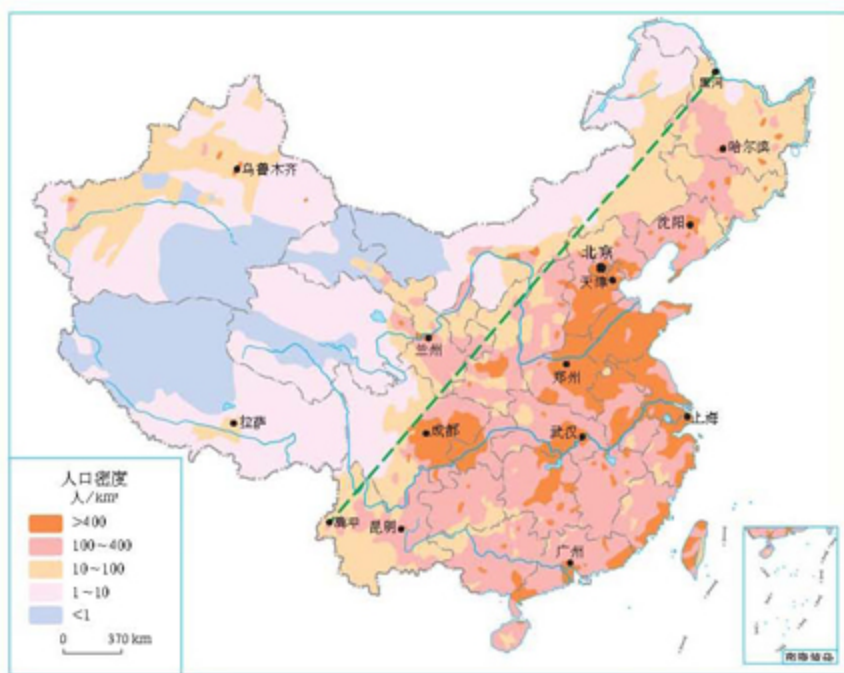 黑河
哈尔滨
乌鲁木齐
沈阳
北京
天津
兰州
郑州
上海
拉萨
成都
武汉
腾冲
昆明
广州
人口密度
人/km²
>400
100~400
10~100
1~10
<1
0 370 km
南海诸岛